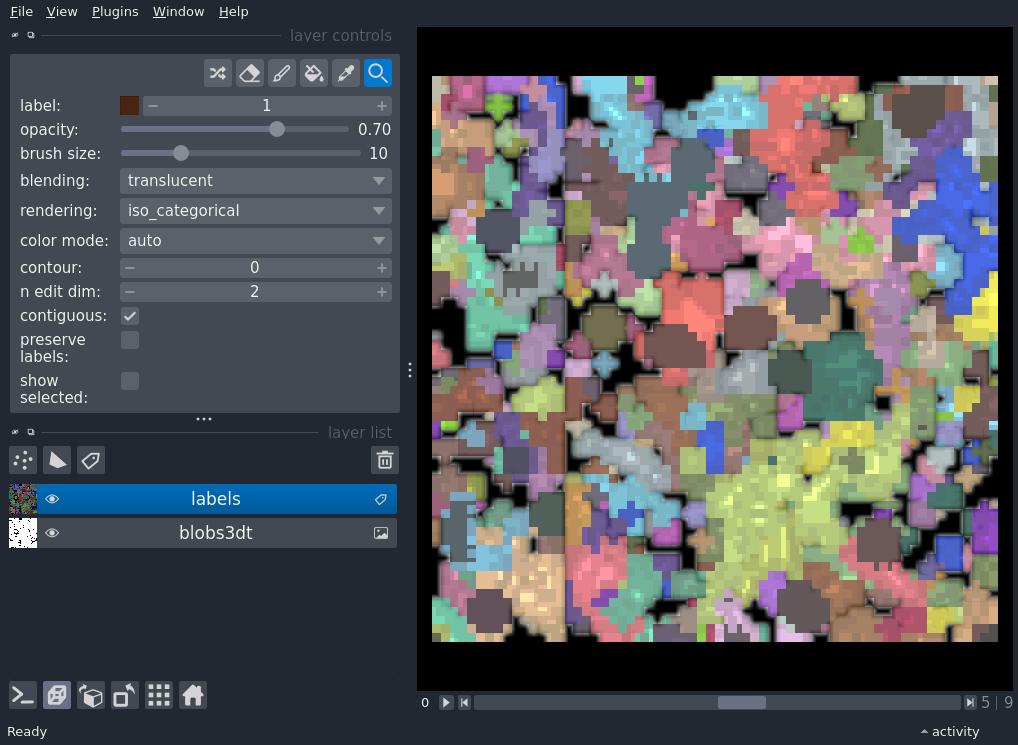 File View Plugins Window Help
layer controls
label: 1
opacity: 0.70
brush size: 10
blending: translucent
rendering: iso_categorical
color mode: auto
contour: 0
n edit dim: 2
contiguous:
preserve
labels:
show
selected:
layer list
labels
blobs3dt
0 5 | 9
Ready activity